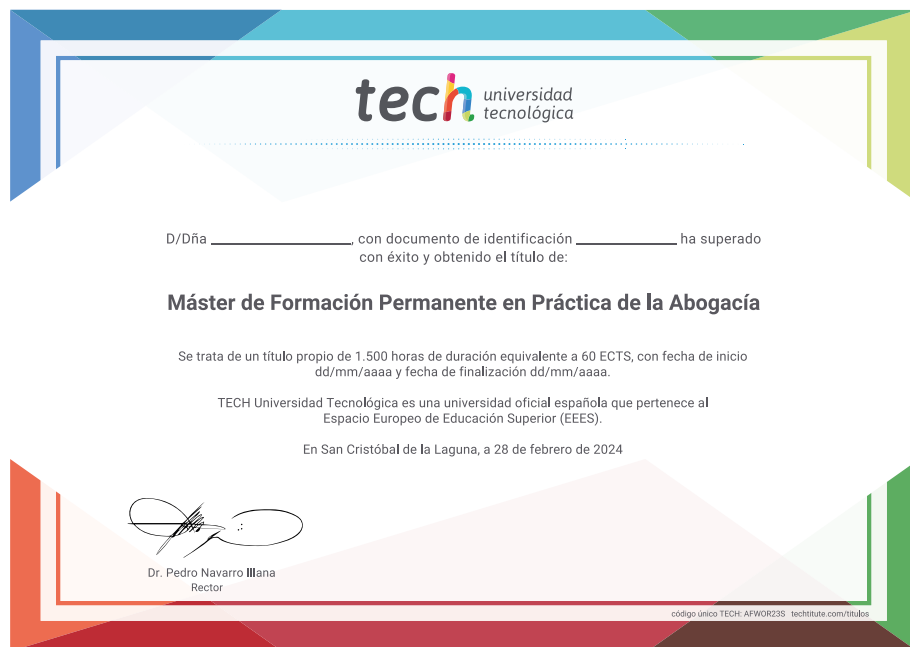 tech universidad
tecnológica
D/Dña ____________________, con documento de identificación ______________ ha superado
con éxito y obtenido el título de:
Máster de Formación Permanente en Práctica de la Abogacía
Se trata de un título propio de 1.500 horas de duración equivalente a 60 ECTS, con fecha de inicio
dd/mm/aaaa y fecha de finalización dd/mm/aaaa.
TECH Universidad Tecnológica es una universidad oficial española que pertenece al
Espacio Europeo de Educación Superior (EEES).
En San Cristóbal de la Laguna, a 28 de febrero de 2024
Dr. Pedro Navarro Illana
Rector
código único TECH: AFWOR23S techtitute.com/titulos